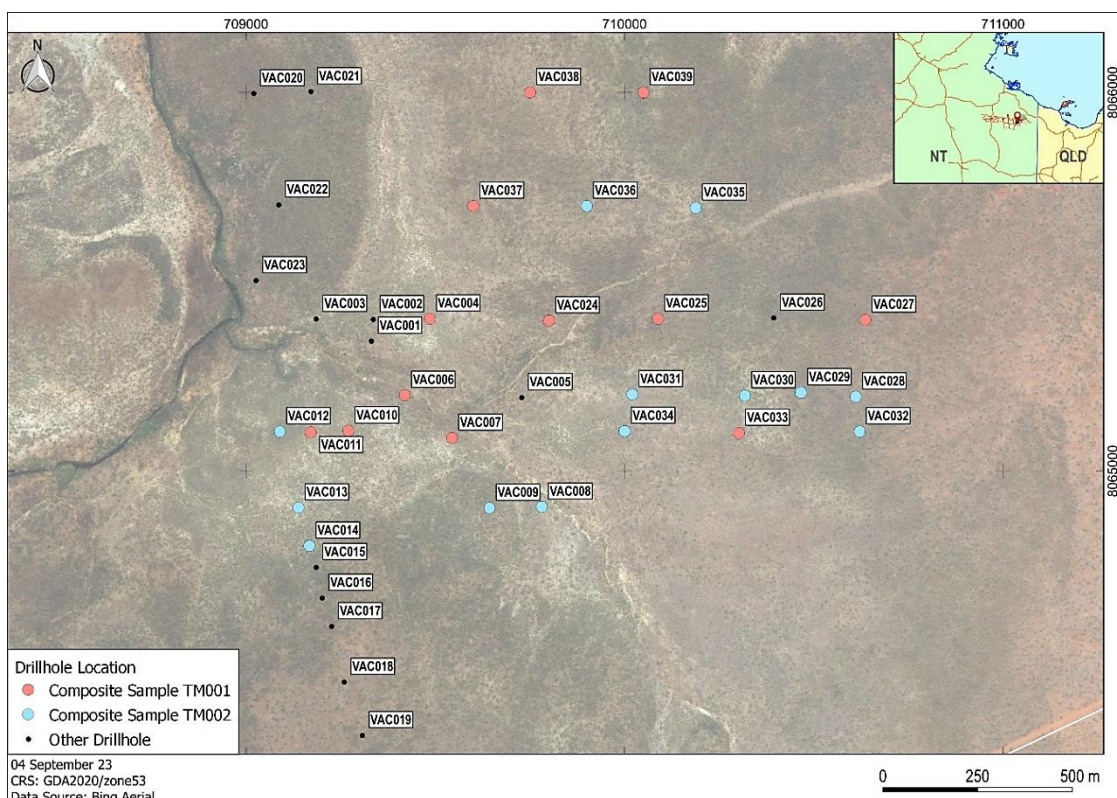 709000
710000
711000
N
VAC020
VAC021
VAC038
VAC039
8066000
NT
QLD
VAC022
VAC037
VAC036
VAC035
VAC023
VAC003
VAC002
VAC004
VAC001
VAC024
VAC025
VAC026
VAC027
VAC006
VAC005
VAC031
VAC030
VAC029
VAC028
VAC012
VAC010
VAC011
VAC007
VAC034
VAC033
VAC032
8065000
VAC013
VAC009
VAC008
VAC014
VAC015
VAC016
VAC017
VAC018
VAC019
Drillhole Location
Composite Sample TM001
Composite Sample TM002
Other Drillhole
04 September 23
CRS: GDA2020/zone53
Data Source: Bing Aerial
0 250 500 m